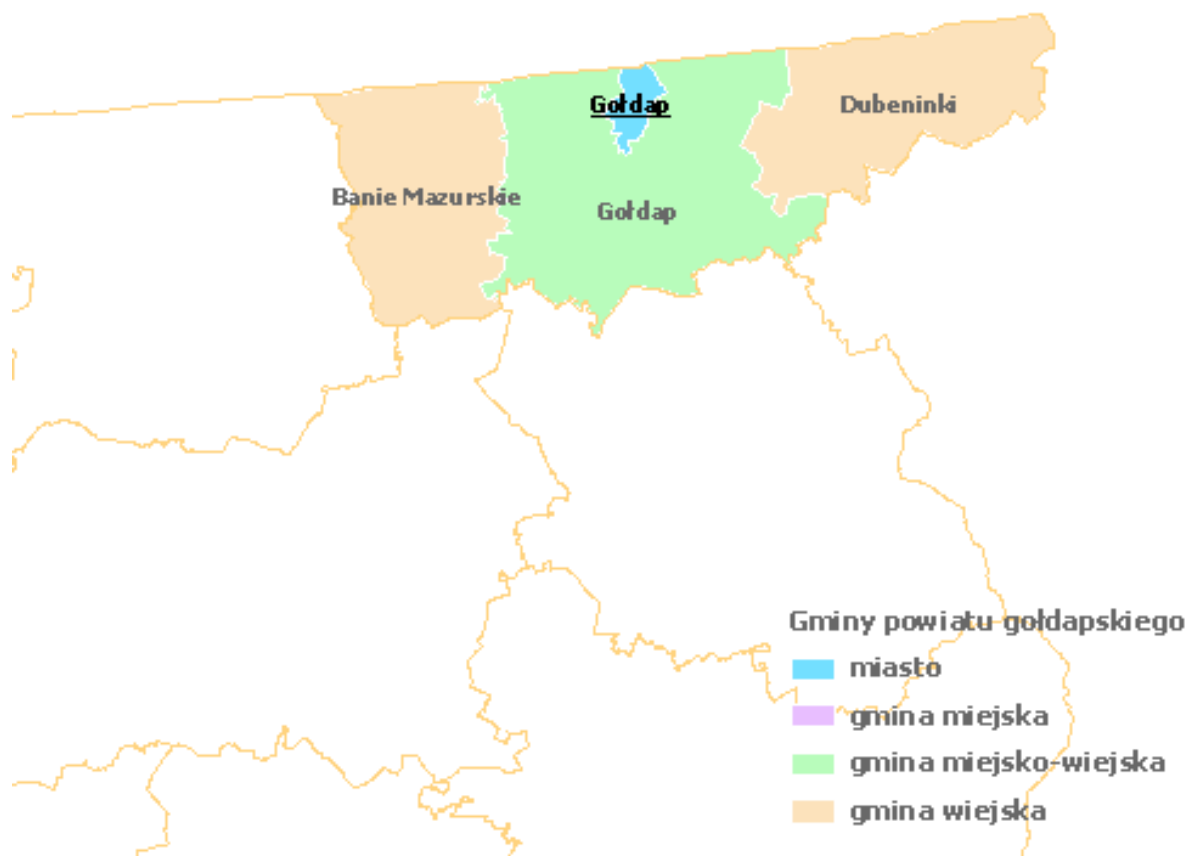 Gołdap
Dubeninki
Banie Mazurskie
Gołdap
Gminy powiatu gołdapskiego
miasto
gmina miejska
gmina miejsko-wiejska
gmina wiejska